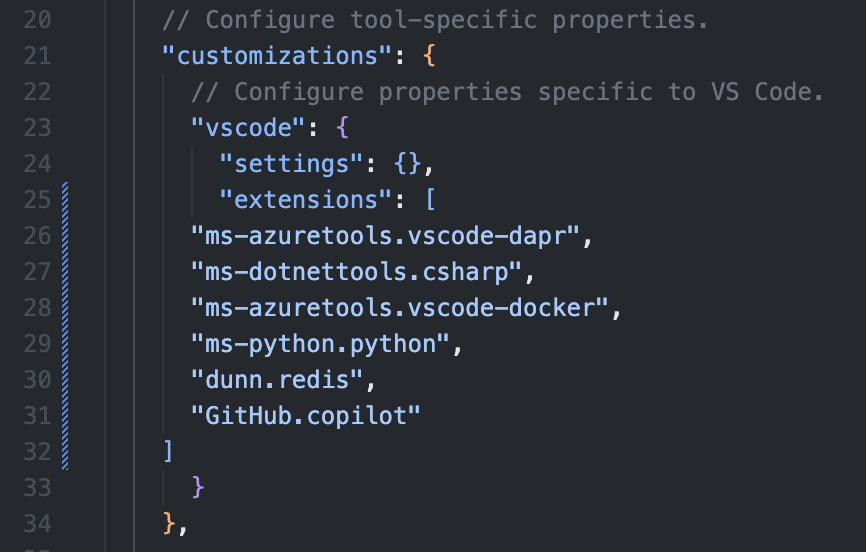 20 // Configure tool-specific properties.
21 "customizations": {
22 // Configure properties specific to VS Code.
23 "vscode": {
24 "settings": {},
25 "extensions": [
26 "ms-azuretools.vscode-dapr",
27 "ms-dotnettools.csharp",
28 "ms-azuretools.vscode-docker",
29 "ms-python.python",
30 "dunn.redis",
31 "GitHub.copilot"
32 ]
33 }
34 },